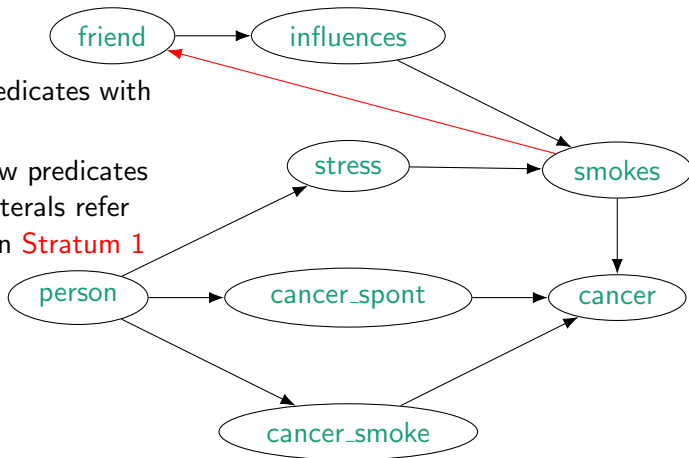 friend influences
edicates with
stress
w predicates
smokes
terals refer
n Stratum 1
person cancer_spont cancer
cancer_smoke